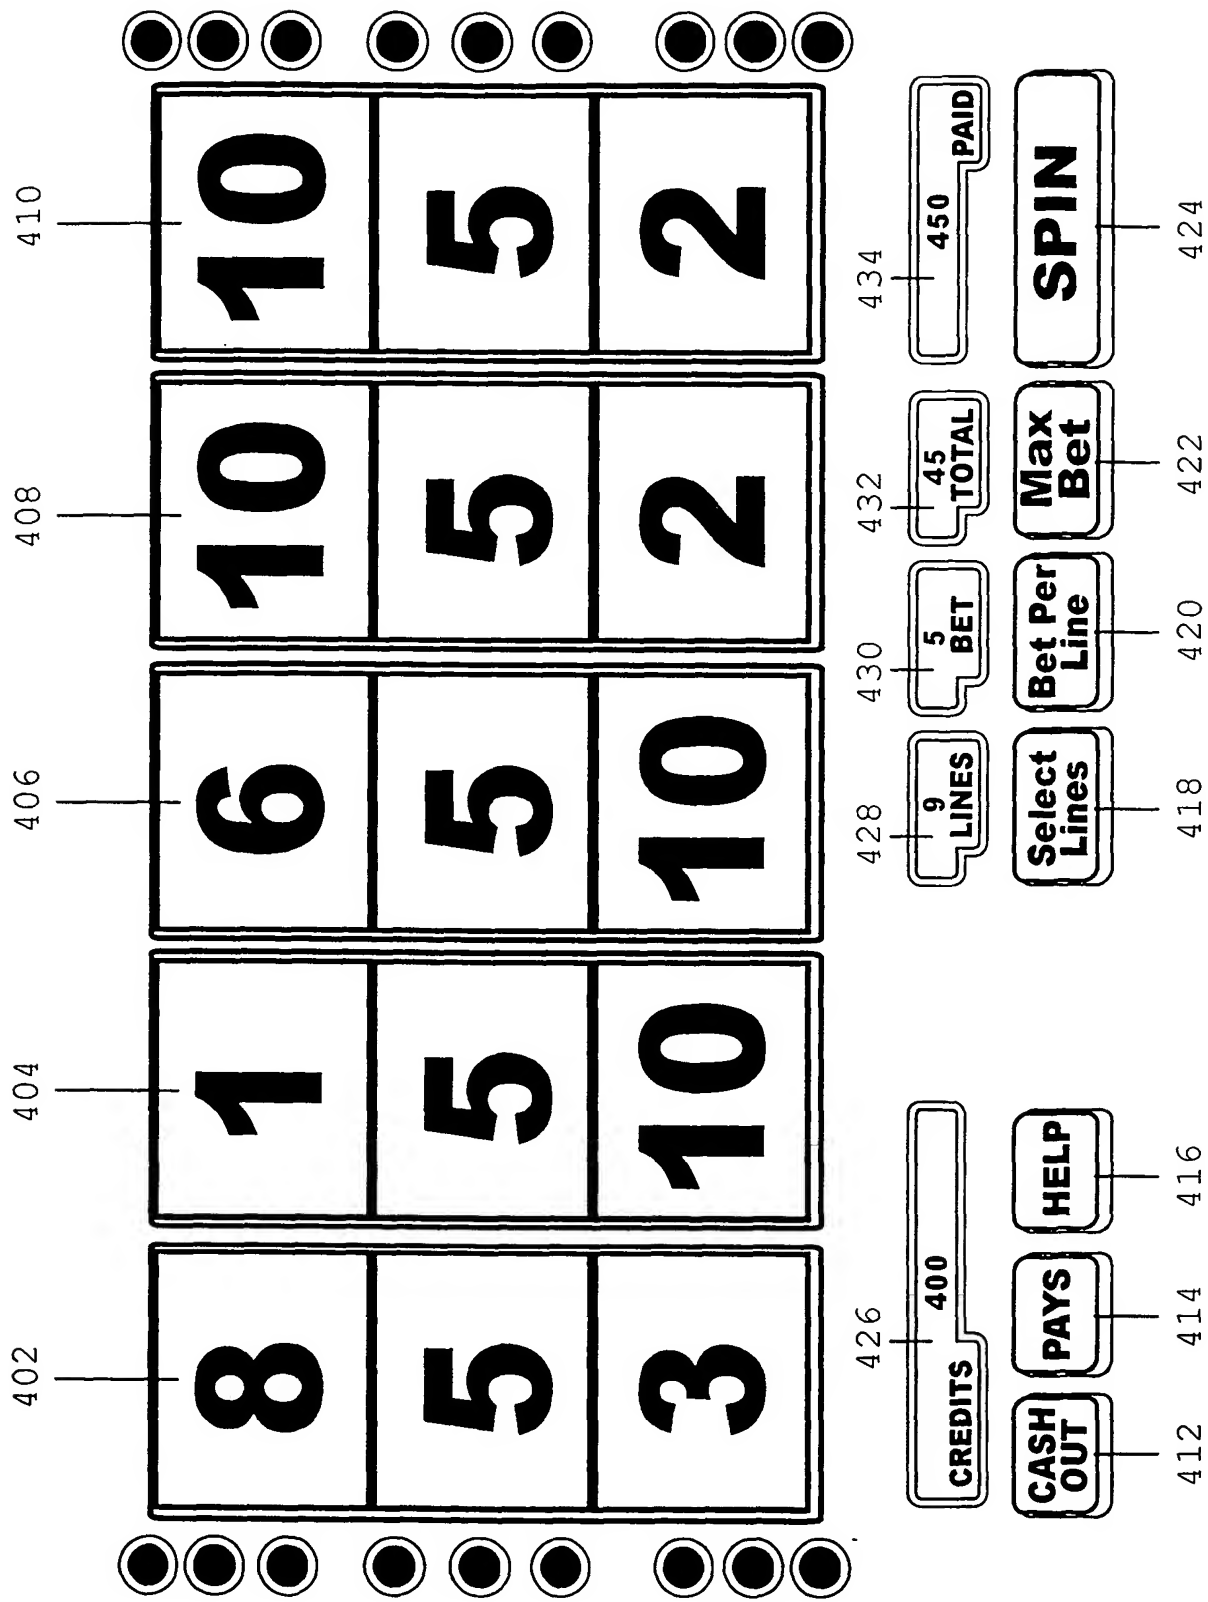 402 404 406 408 410
8 1 6 10 10
5 5 5 5 5
3 10 10 2 2
426 428 430 432 434
400 9 5 45 450
CREDITS LINES BET TOTAL PAID
CASH OUT
PAYS
HELP
Select Lines
Bet Per Line
Max Bet
SPIN
412 414 416 418 420 422 424